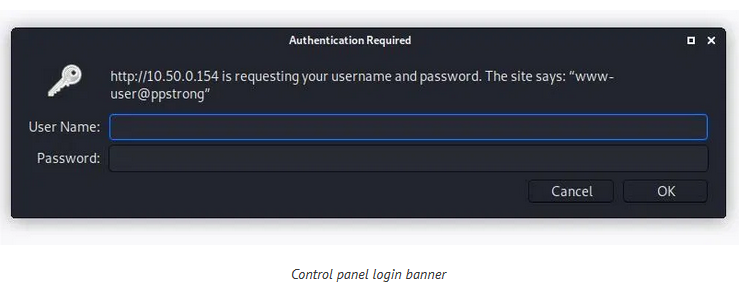 Authentication Required
http://10.50.0.154 is requesting your username and password. The site says: “www-
user@ppstrong”
User Name:
Password:
Cancel OK
Control panel login banner